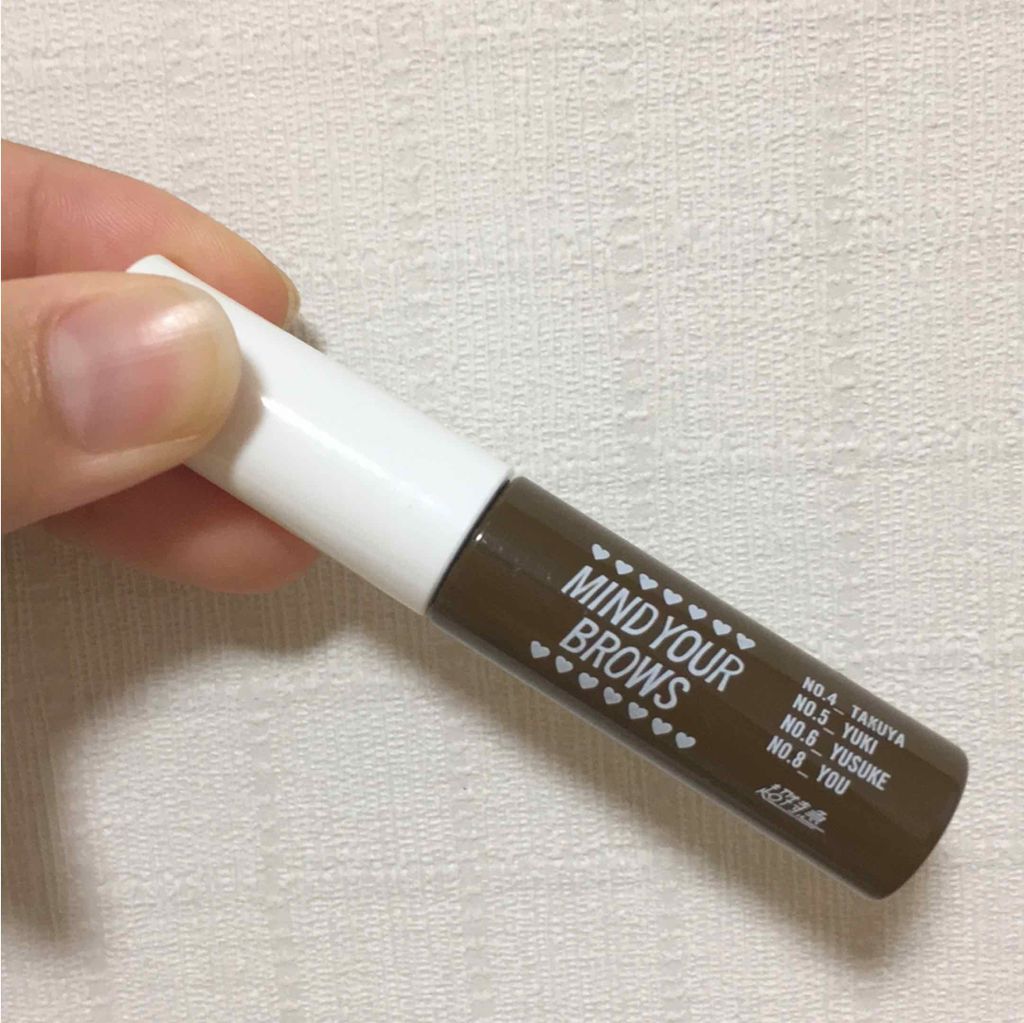 ♥♥♥♥♥♥♥
MIND YOUR
BROWS
♥♥♥♥♥♥♥
NO.4_ TAKUYA
NO.5_ YUKI
NO.6_ YUSUKE
NO.8_ YOU